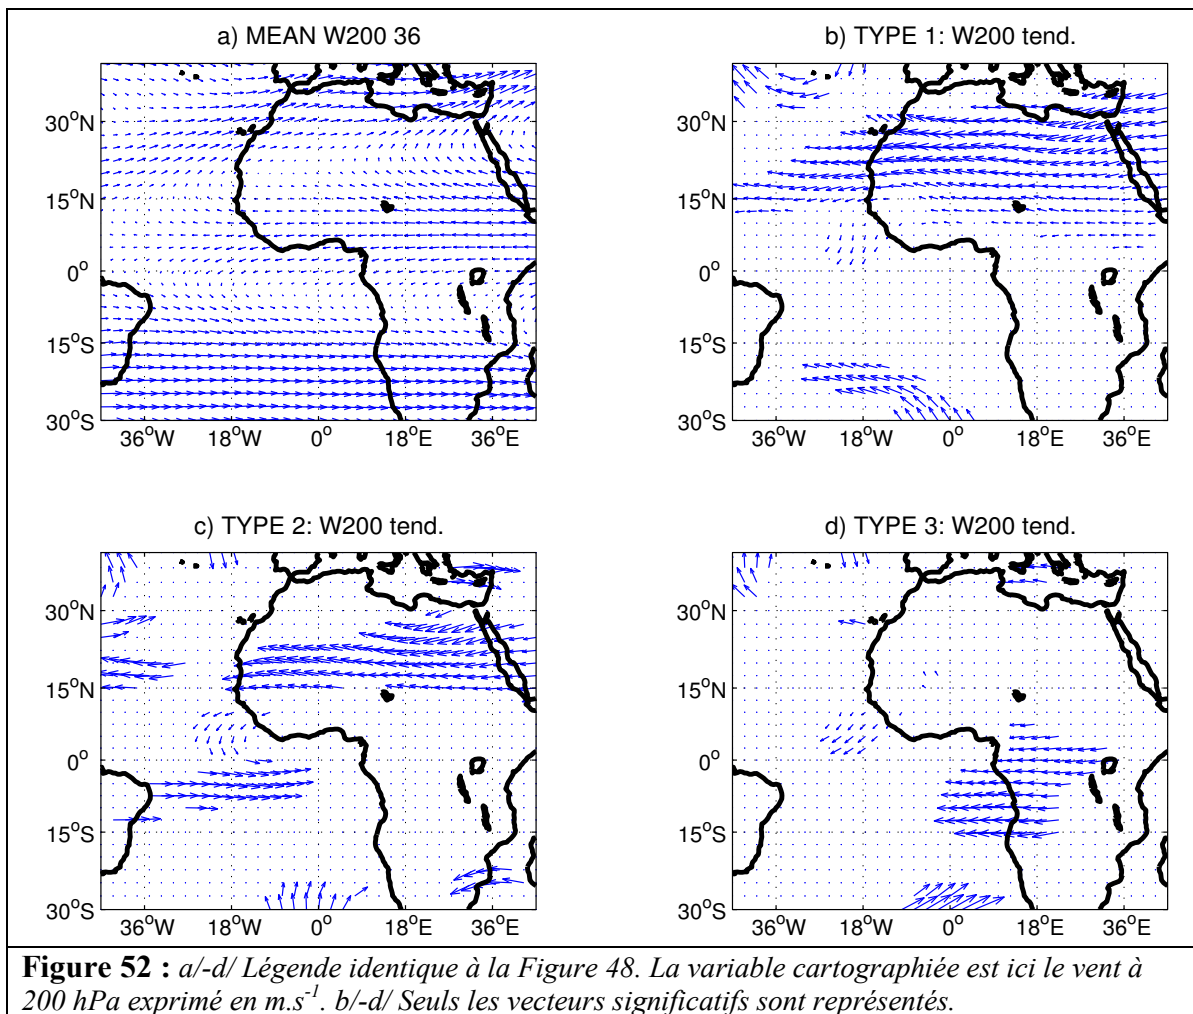 a) MEAN W200 36
b) TYPE 1: W200 tend.
30°N
15°N
0°
15°S
30°S
36°W 18°W 0° 18°E 36°E
30°N
15°N
0°
15°S
30°S
36°W 18°W 0° 18°E 36°E
c) TYPE 2: W200 tend.
d) TYPE 3: W200 tend.
30°N
15°N
0°
15°S
30°S
36°W 18°W 0° 18°E 36°E
30°N
15°N
0°
15°S
30°S
36°W 18°W 0° 18°E 36°E
Figure 52 : a/-d/ Légende identique à la Figure 48. La variable cartographiée est ici le vent à
200 hPa exprimé en m.s⁻¹. b/-d/ Seuls les vecteurs significatifs sont représentés.